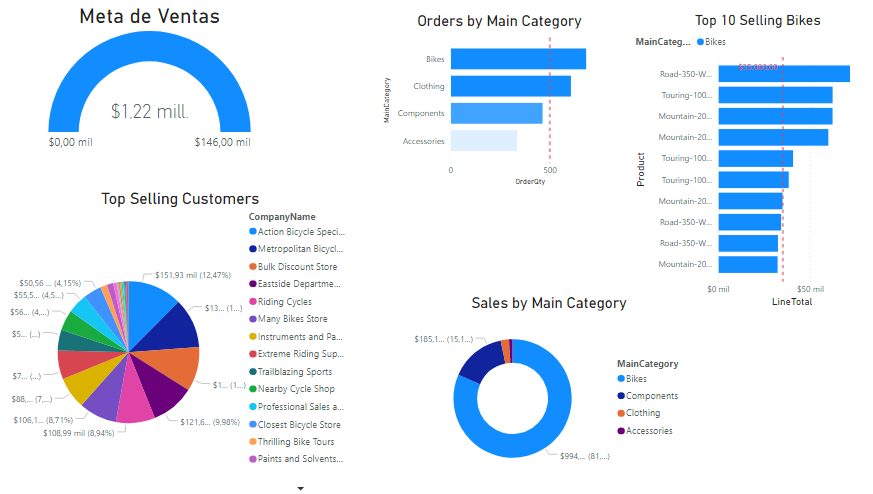 Meta de Ventas
$1.22 mill.
$0,00 mil
$146,00 mil
Orders by Main Category
MainCategory
Bikes
Clothing
Components
Accessories
0
500
OrderQty
Top 10 Selling Bikes
MainCateg...
Bikes
Product
Road-350-W...
Touring-100...
Mountain-20...
Mountain-20...
Touring-100...
Touring-100...
Mountain-20...
Road-350-W...
Road-350-W...
Mountain-20...
$0 mil
$50 mil
LineTotal
Top Selling Customers
$151,93 mil (12,47%)
$13... (1...)
$1... (1...)
$121,6... (9,98%)
$108,99 mil (8,94%)
$106,1... (8,71%)
$88,... (7,...)
$7... (...)
$5... (...)
$56... (4,...)
$55,5... (4,5...)
$50,56 ... (4,15%)
CompanyName
Action Bicycle Speci...
Metropolitan Bicycl...
Bulk Discount Store
Eastside Departme...
Riding Cycles
Many Bikes Store
Instruments and Pa...
Extreme Riding Sup...
Trailblazing Sports
Nearby Cycle Shop
Professional Sales a...
Closest Bicycle Store
Thrilling Bike Tours
Paints and Solvents...
Sales by Main Category
$185,1... (15,1...)
$994,... (81,...)
MainCategory
Bikes
Components
Clothing
Accessories